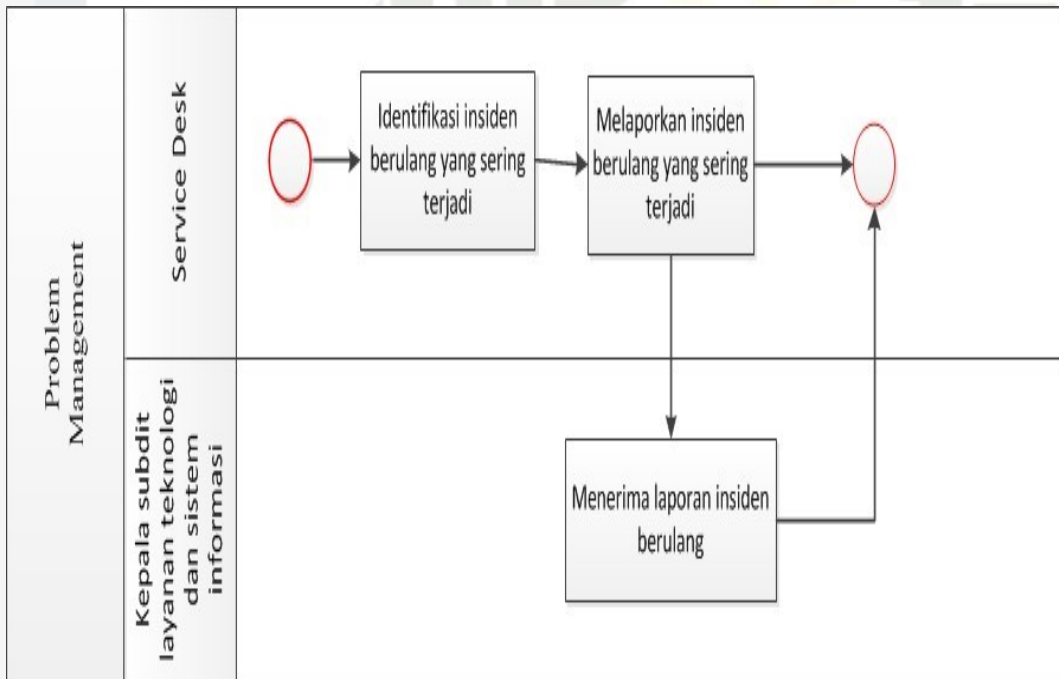 Problem
Management
Service Desk
Identifikasi insiden
berulang yang sering
terjadi
Melaporkan insiden
berulang yang sering
terjadi
Kepala subdit
layanan teknologi
dan sistem
informasi
Menerima laporan insiden
berulang